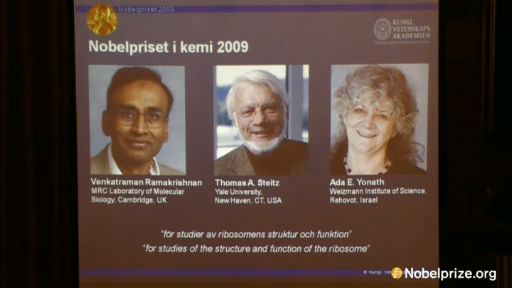 Nobelpriset 2009
KUNGL.
VETENSKAPS
AKADEMIEN
Nobelpriset i kemi 2009
Venkatraman Ramakrishnan
MRC Laboratory of Molecular
Biology, Cambridge, UK
Thomas A. Steitz
Yale University,
New Haven, CT, USA
Ada E. Yonath
Weizmann Institute of Science,
Rehovot, Israel
"för studier av ribosomens struktur och funktion"
"for studies of the structure and function of the ribosome"
© Kungl.
Nobelprize.org